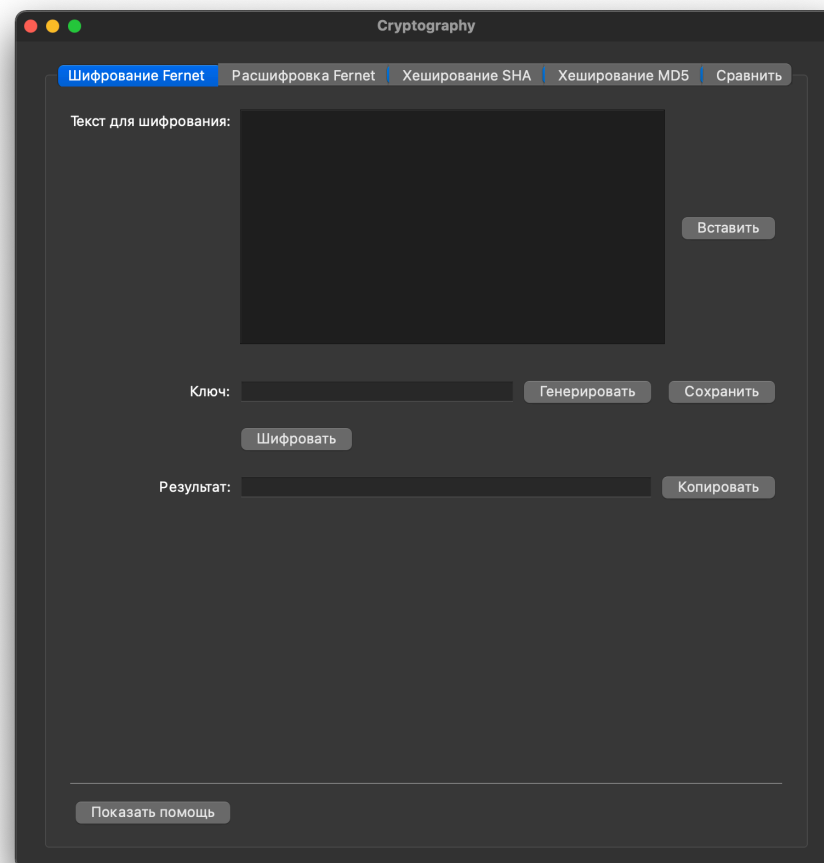 Cryptography
Шифрование Fernet Расшифровка Fernet Хеширование SHA Хеширование MD5 Сравнить
Текст для шифрования:
Вставить
Ключ: Генерировать Сохранить
Шифровать
Результат: Копировать
Показать помощь